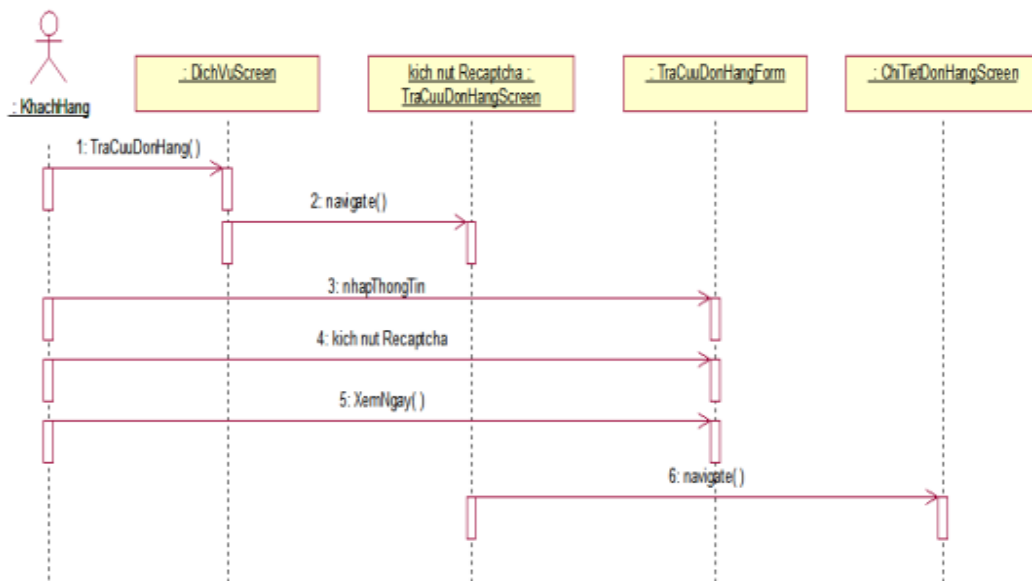 : KhachHang
: DichVuScreen
kich nut Recaptcha :
TraCuuDonHangScreen
: TraCuuDonHangForm
: ChiTietDonHangScreen
1: TraCuuDonHang( )
2: navigate( )
3: nhapThongTin
4: kich nut Recaptcha
5: XemNgay( )
6: navigate( )